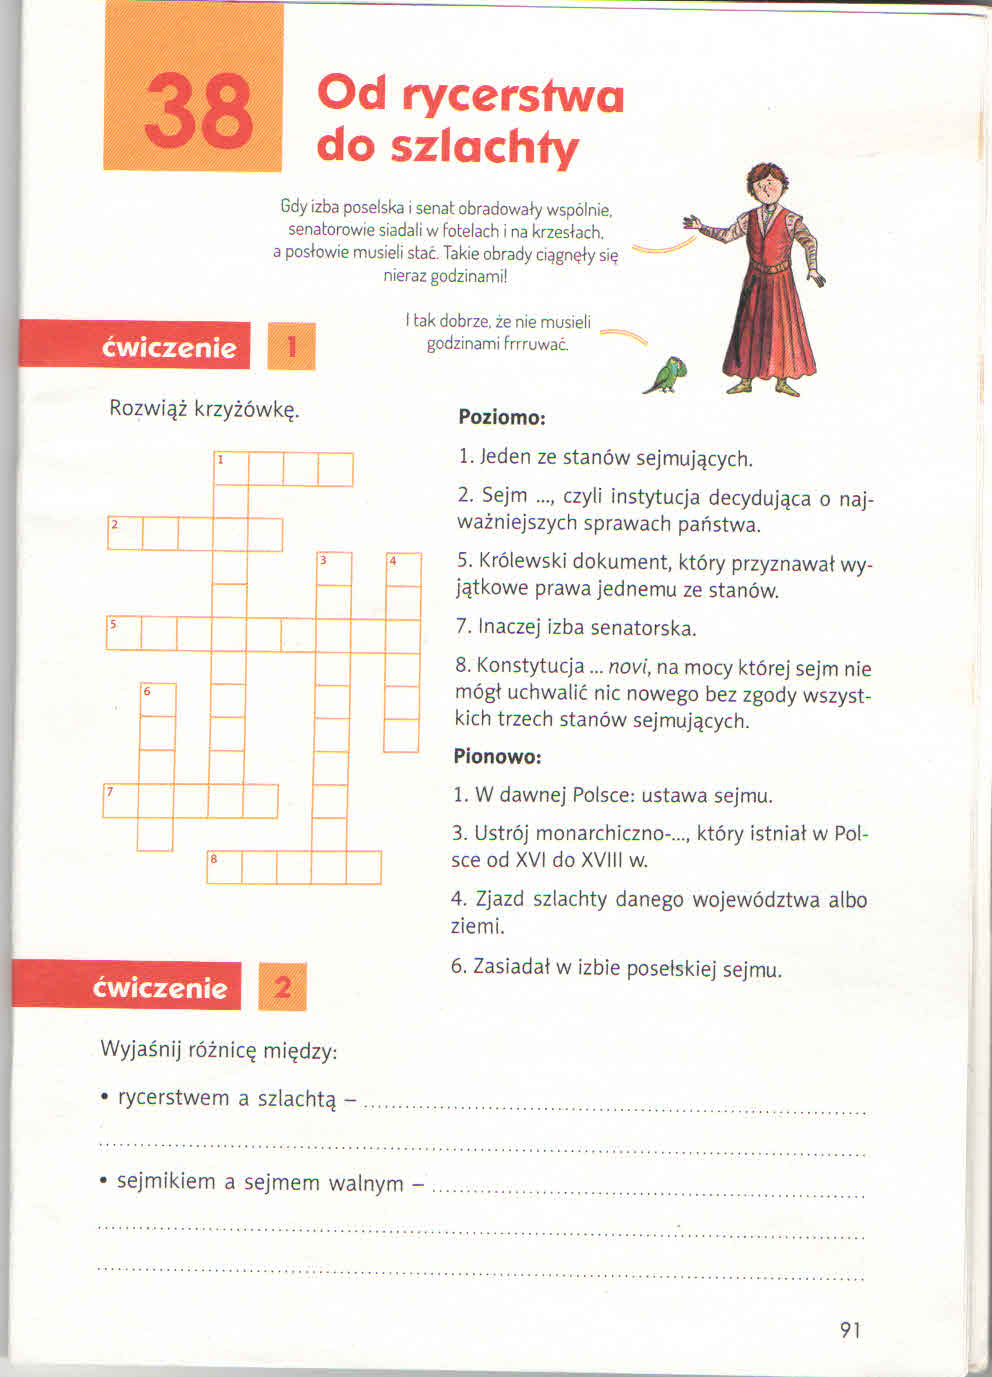 38
Od rycerstwa
do szlachty
Gdy izba poselska i senat obradowały wspólnie,
senatorowie siadali w fotelach i na krzesłach,
a posłowie musieli stać. Takie obrady ciągnęły się
nieraz godzinami!
I tak dobrze, że nie musieli
godzinami frrruwać.
ćwiczenie 1
Rozwiąż krzyżówkę.
1
2
3
4
5
6
7
8
Poziomo:
1. Jeden ze stanów sejmujących.
2. Sejm ..., czyli instytucja decydująca o naj-
ważniejszych sprawach państwa.
5. Królewski dokument, który przyznawał wy-
jątkowe prawa jednemu ze stanów.
7. Inaczej izba senatorska.
8. Konstytucja ... novi, na mocy której sejm nie
mógł uchwalić nic nowego bez zgody wszyst-
kich trzech stanów sejmujących.
Pionowo:
1. W dawnej Polsce: ustawa sejmu.
3. Ustrój monarchiczno-..., który istniał w Pol-
sce od XVI do XVIII w.
4. Zjazd szlachty danego województwa albo
ziemi.
6. Zasiadał w izbie poselskiej sejmu.
ćwiczenie 2
Wyjaśnij różnicę między:
• rycerstwem a szlachtą –
• sejmikiem a sejmem walnym –
91